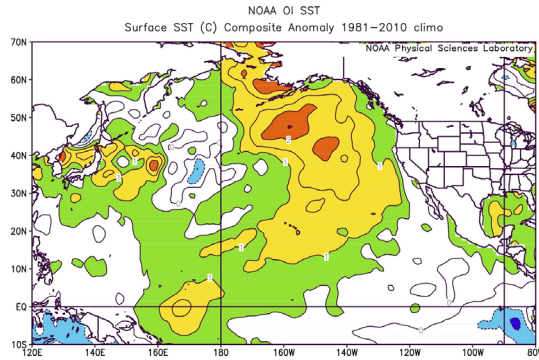 NOAA OI SST
Surface SST (C) Composite Anomaly 1981−2010 climo
NOAA Physical Sciences Laboratory
70N
60N
50N
40N
30N
20N
10N
EQ
10S
120E 140E 160E 180 160W 140W 120W 100W 80